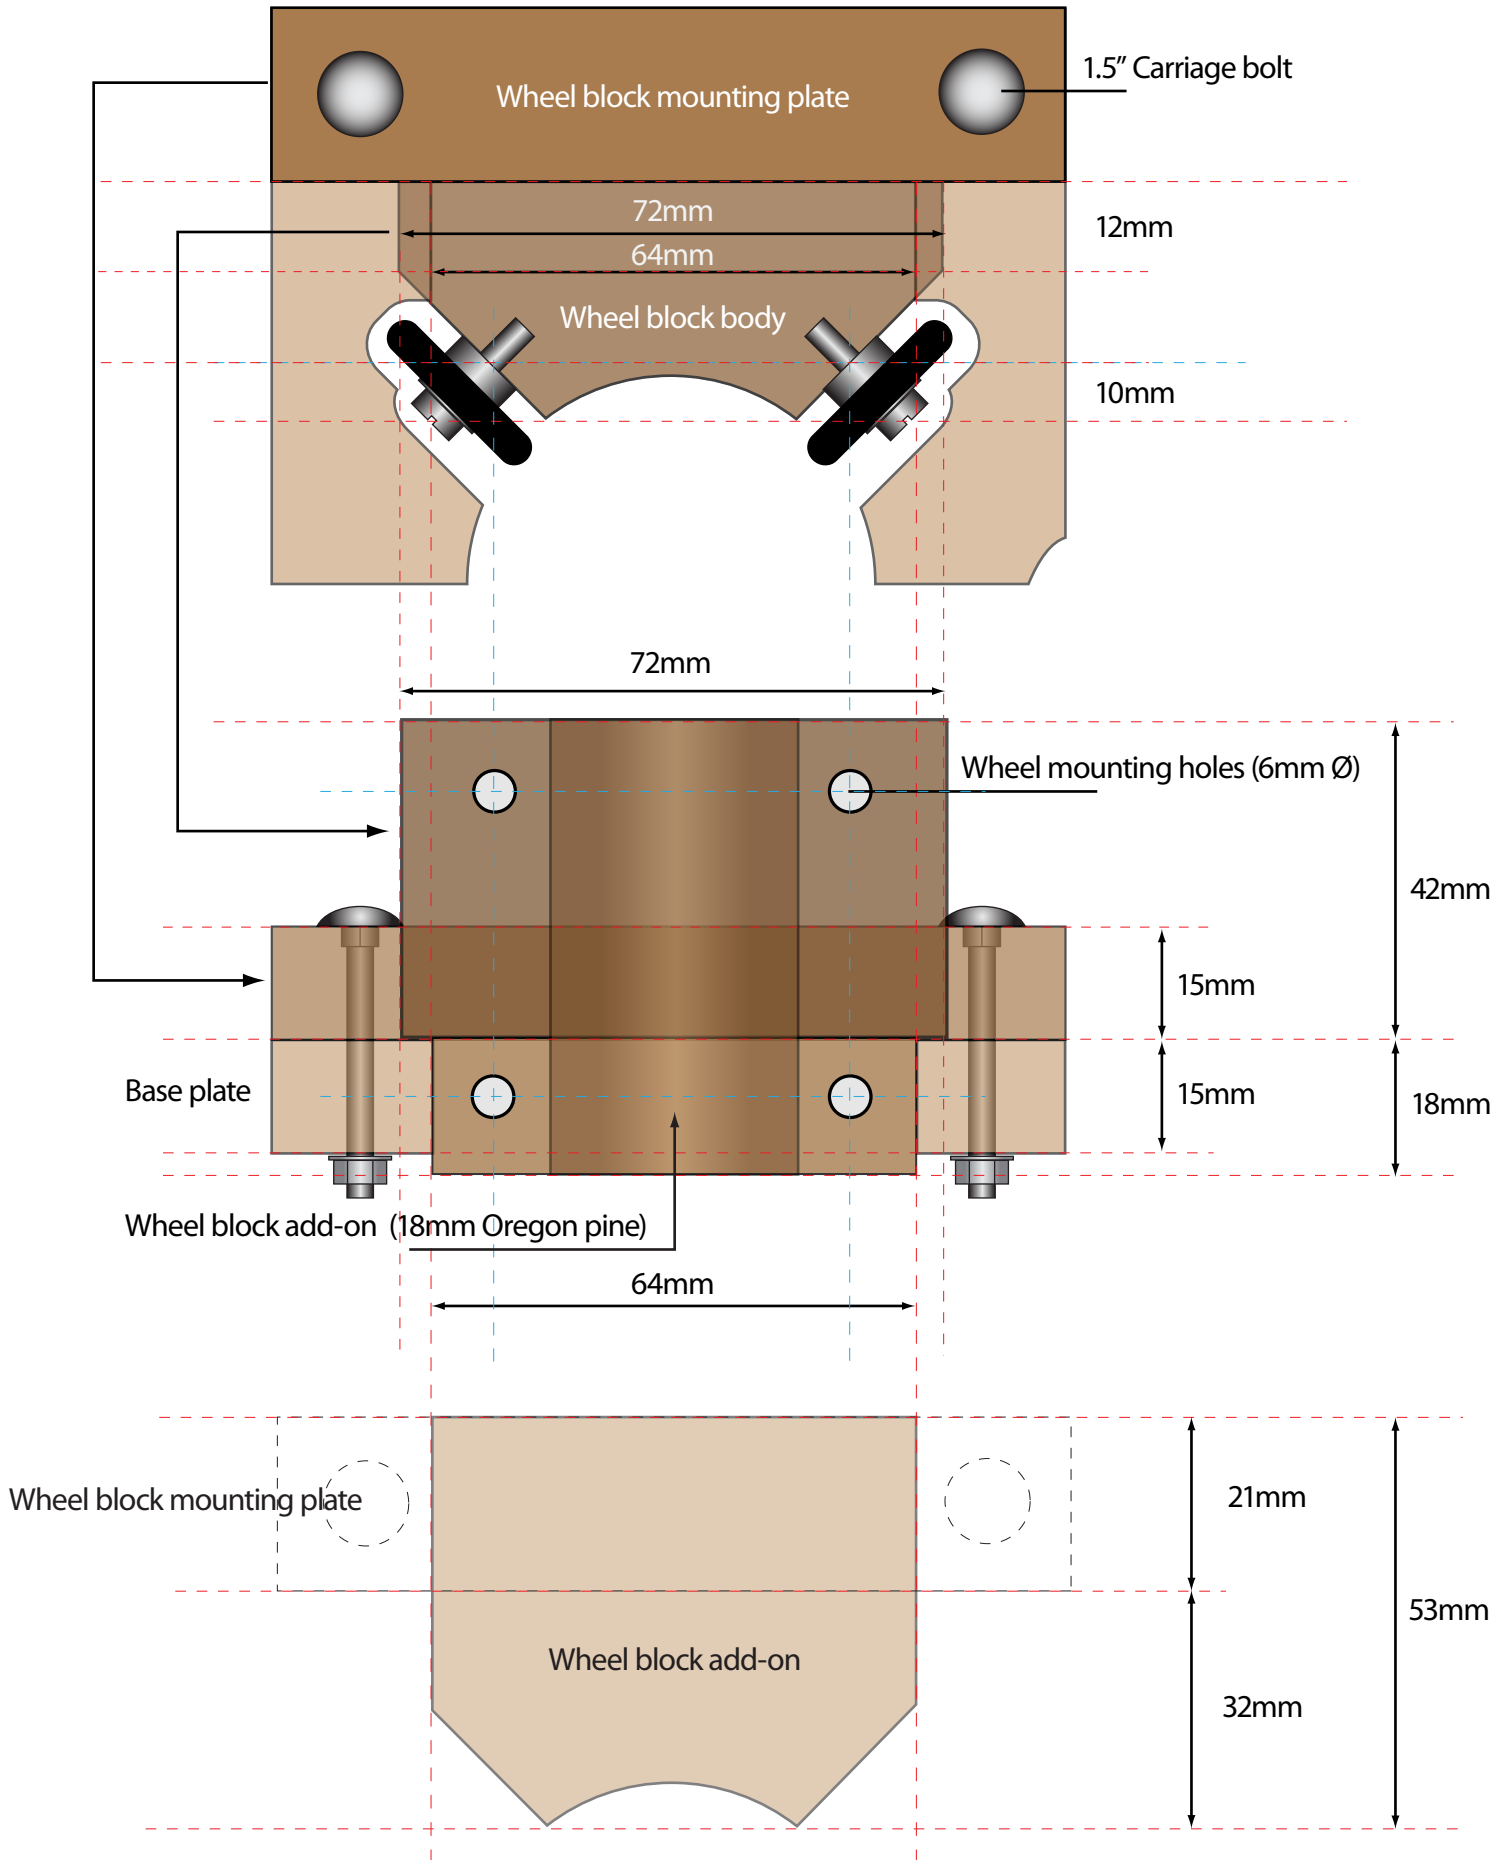 1.5” Carriage bolt
Wheel block mounting plate
72mm
12mm
64mm
Wheel block body
10mm
72mm
Wheel mounting holes (6mm Ø)
42mm
15mm
Base plate
15mm
18mm
Wheel block add-on (18mm Oregon pine)
64mm
Wheel block mounting plate
21mm
53mm
Wheel block add-on
32mm